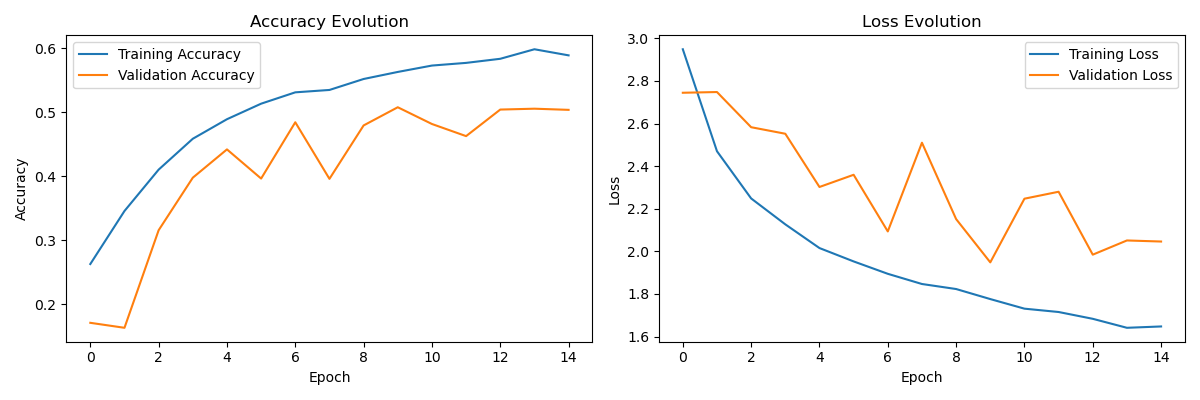 Accuracy Evolution
Training Accuracy
Validation Accuracy
0.6
0.5
0.4
0.3
0.2
Accuracy
0 2 4 6 8 10 12 14
Epoch
Loss Evolution
Training Loss
Validation Loss
3.0
2.8
2.6
2.4
2.2
2.0
1.8
1.6
Loss
0 2 4 6 8 10 12 14
Epoch